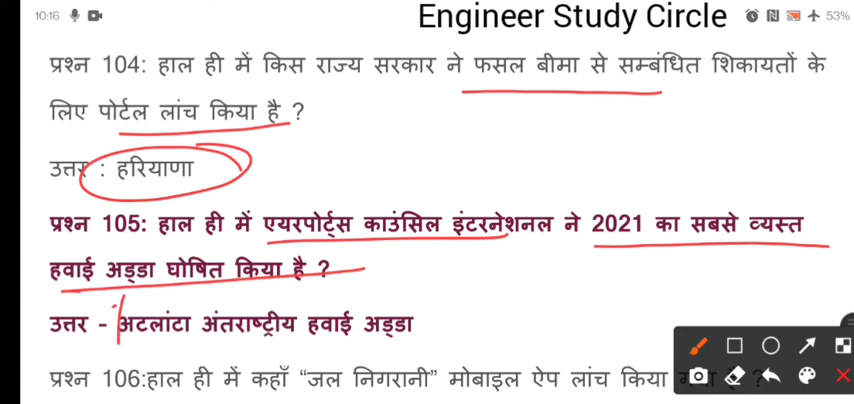 10:16 Engineer Study Circle 53%
प्रश्न 104: हाल ही में किस राज्य सरकार ने फसल बीमा से सम्बंधित शिकायतों के
लिए पोर्टल लांच किया है ?
उत्तर : हरियाणा
प्रश्न 105: हाल ही में एयरपोर्ट्स काउंसिल इंटरनेशनल ने 2021 का सबसे व्यस्त
हवाई अड्डा घोषित किया है ?
उत्तर - अटलांटा अंतराष्ट्रीय हवाई अड्डा
प्रश्न 106:हाल ही में कहाँ “जल निगरानी” मोबाइल ऐप लांच किया